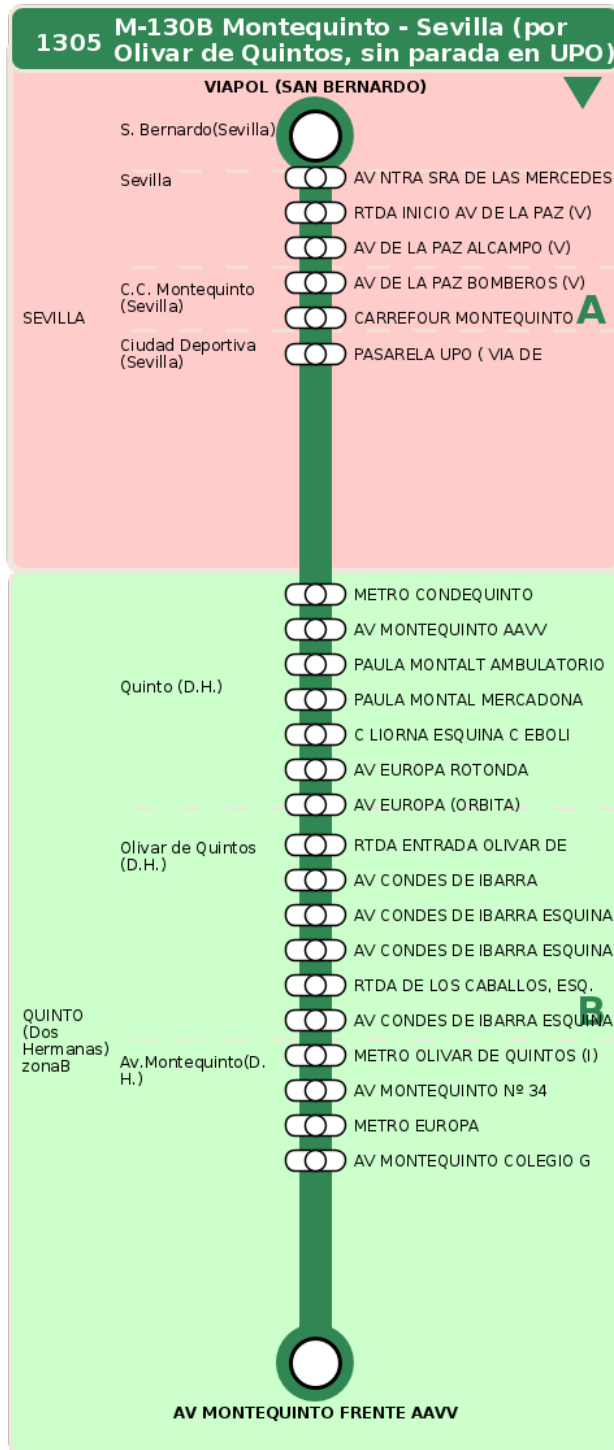 1305 M-130B Montequinto - Sevilla (por
Olivar de Quintos, sin parada en UPO)
VIAPOL (SAN BERNARDO)
S. Bernardo(Sevilla)
Sevilla
AV NTRA SRA DE LAS MERCEDES
RTDA INICIO AV DE LA PAZ (V)
AV DE LA PAZ ALCAMPO (V)
C.C. Montequinto
(Sevilla)
AV DE LA PAZ BOMBEROS (V)
SEVILLA
CARREFOUR MONTEQUINTO
A
Ciudad Deportiva
(Sevilla)
PASARELA UPO ( VIA DE
METRO CONDEQUINTO
AV MONTEQUINTO AAVV
PAULA MONTALT AMBULATORIO
Quinto (D.H.)
PAULA MONTAL MERCADONA
C LIORNA ESQUINA C EBOLI
AV EUROPA ROTONDA
AV EUROPA (ORBITA)
Olivar de Quintos
(D.H.)
RTDA ENTRADA OLIVAR DE
AV CONDES DE IBARRA
AV CONDES DE IBARRA ESQUINA
AV CONDES DE IBARRA ESQUINA
RTDA DE LOS CABALLOS, ESQ.
B
QUINTO
(Dos
Hermanas)
zonaB
AV CONDES DE IBARRA ESQUINA
Av.Montequinto(D.
H.)
METRO OLIVAR DE QUINTOS (I)
AV MONTEQUINTO Nº 34
METRO EUROPA
AV MONTEQUINTO COLEGIO G
AV MONTEQUINTO FRENTE AAVV